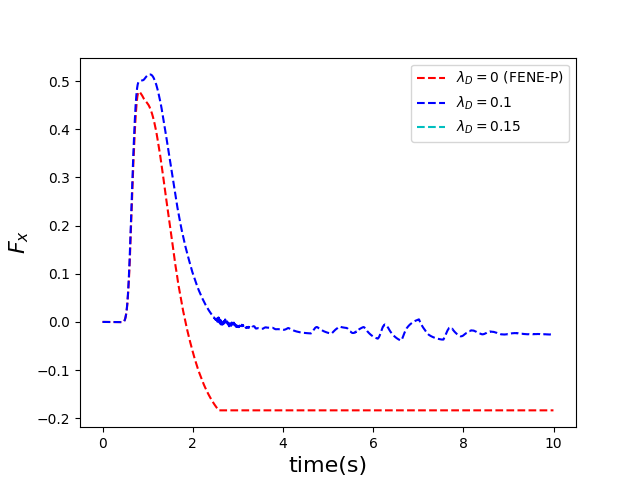 0.5
0.4
0.3
0.2
0.1
0.0
−0.1
−0.2
F_x
0
2
4
6
8
10
time(s)
λ_D = 0 (FENE-P)
λ_D = 0.1
λ_D = 0.15